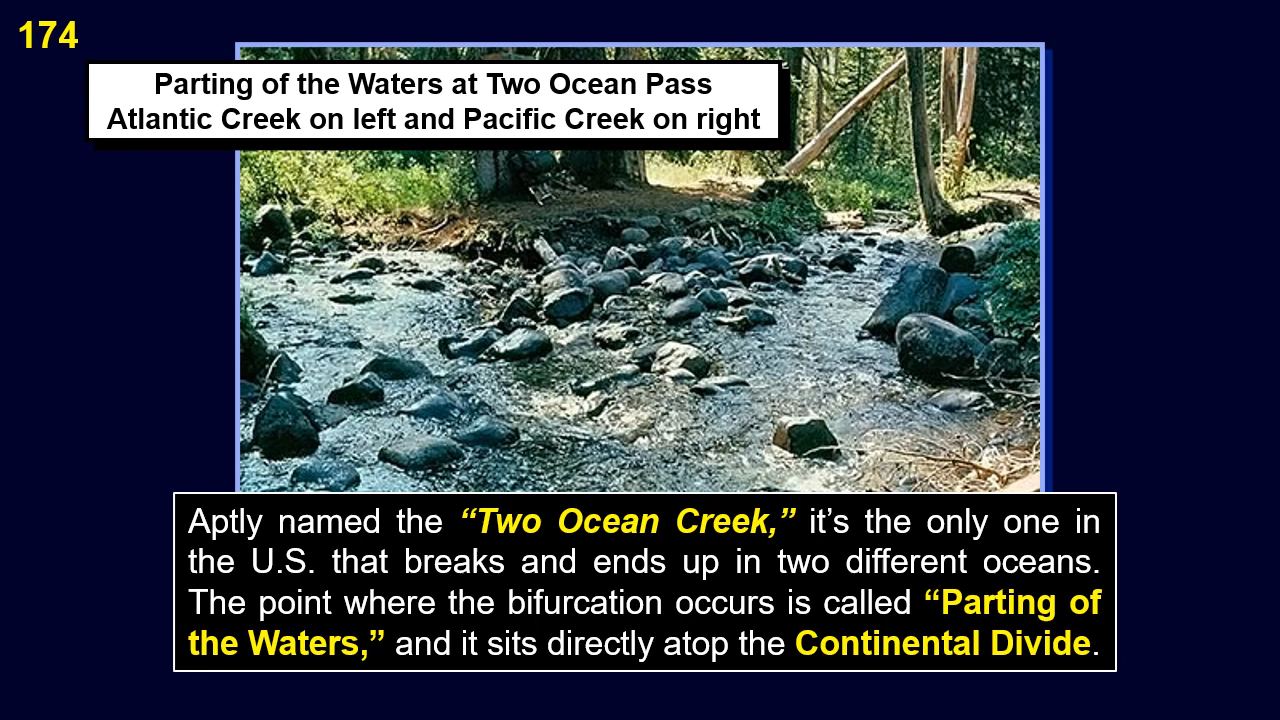 174
Parting of the Waters at Two Ocean Pass
Atlantic Creek on left and Pacific Creek on right
Aptly named the “Two Ocean Creek,” it’s the only one in
the U.S. that breaks and ends up in two different oceans.
The point where the bifurcation occurs is called “Parting of
the Waters,” and it sits directly atop the Continental Divide.